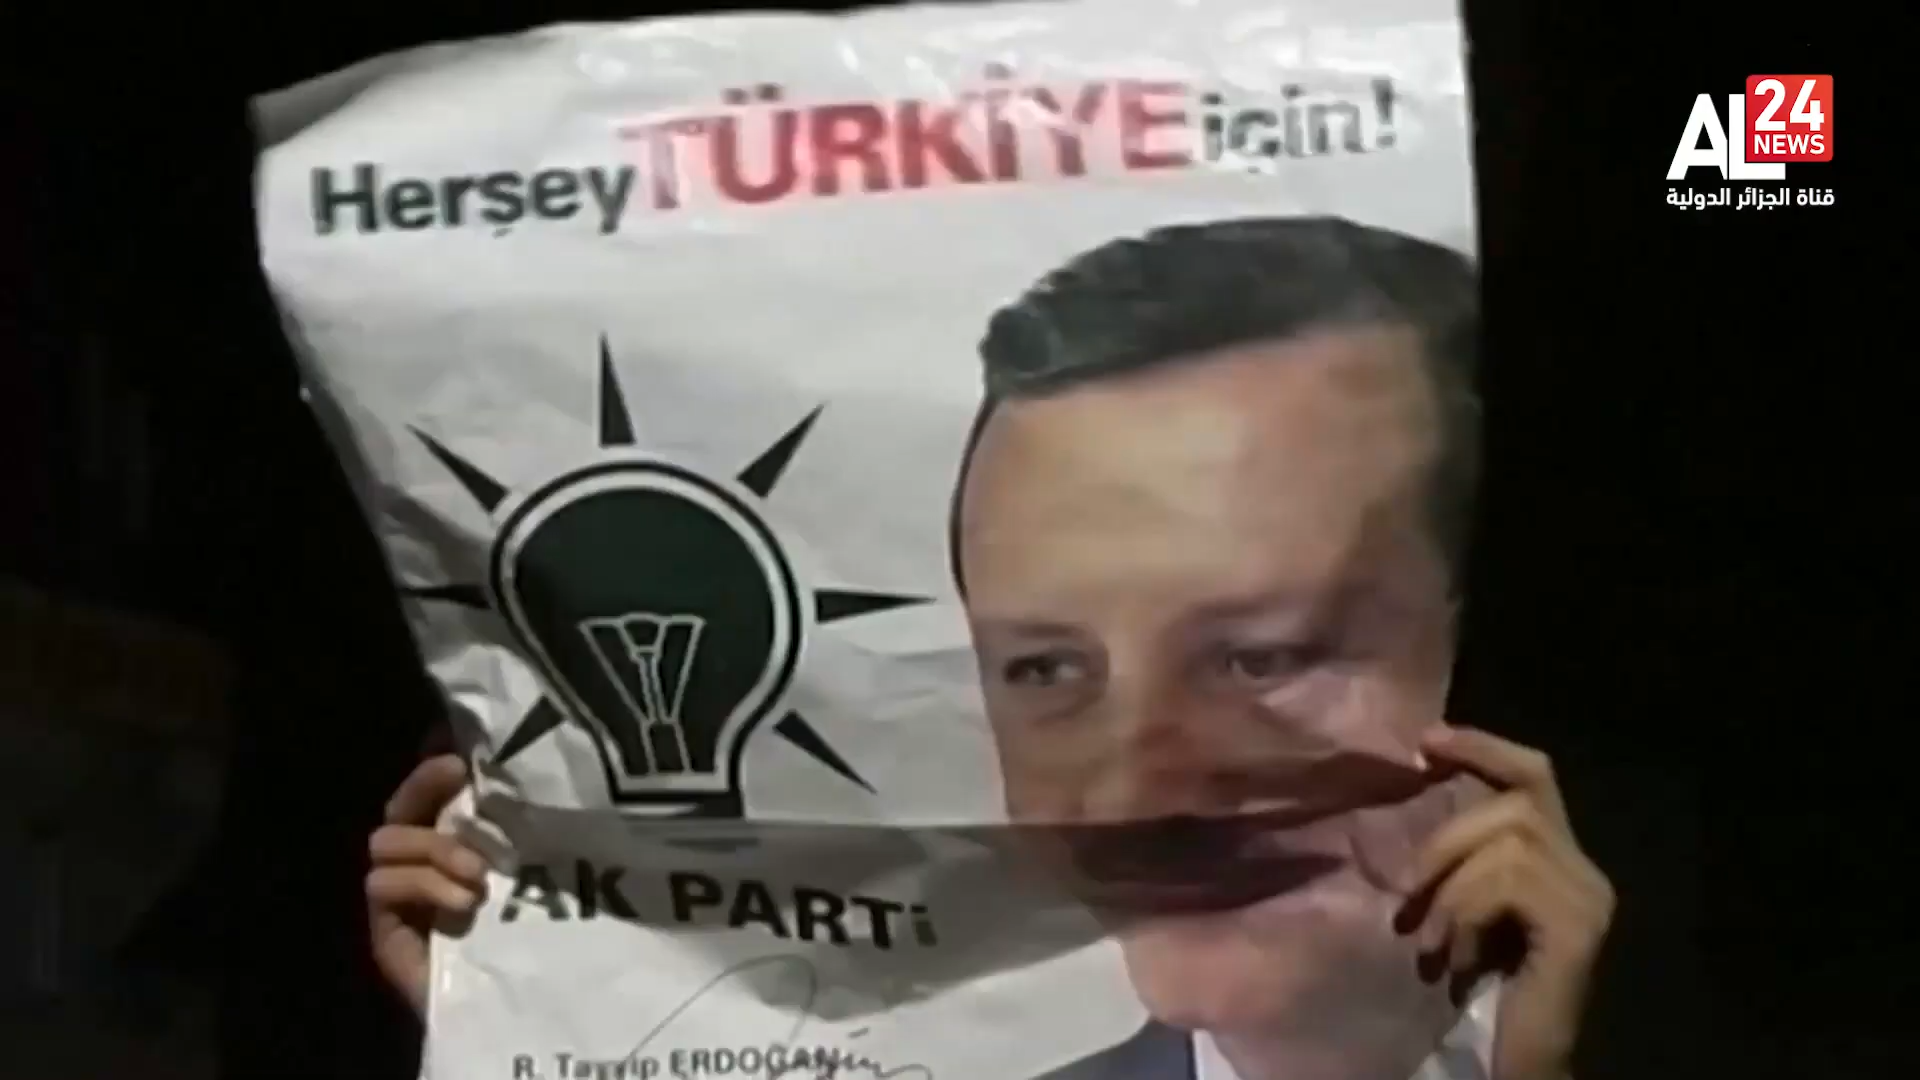 Herşey TÜRKİYE için!
AL 24 NEWS
قناة الجزائر الدولية
AK PARTi
R. Tayyip ERDOĞAN